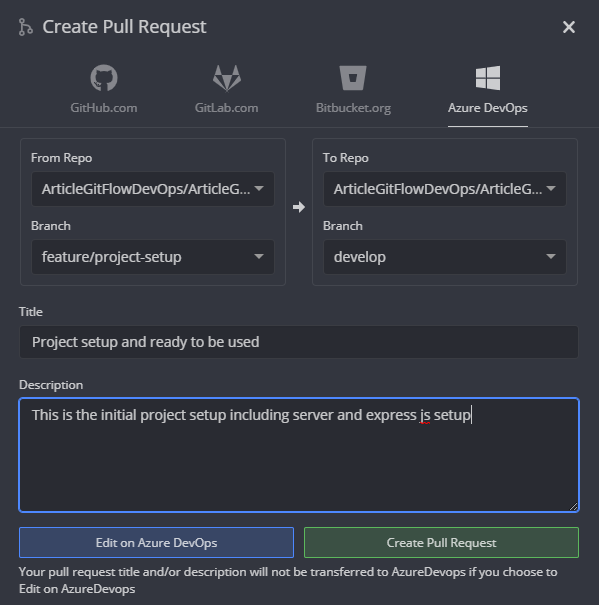 Create Pull Request
GitHub.com
GitLab.com
Bitbucket.org
Azure DevOps
From Repo
ArticleGitFlowDevOps/ArticleG...
Branch
feature/project-setup
To Repo
ArticleGitFlowDevOps/ArticleG...
Branch
develop
Title
Project setup and ready to be used
Description
This is the initial project setup including server and express js setup
Edit on Azure DevOps
Create Pull Request
Your pull request title and/or description will not be transferred to AzureDevops if you choose to
Edit on AzureDevops